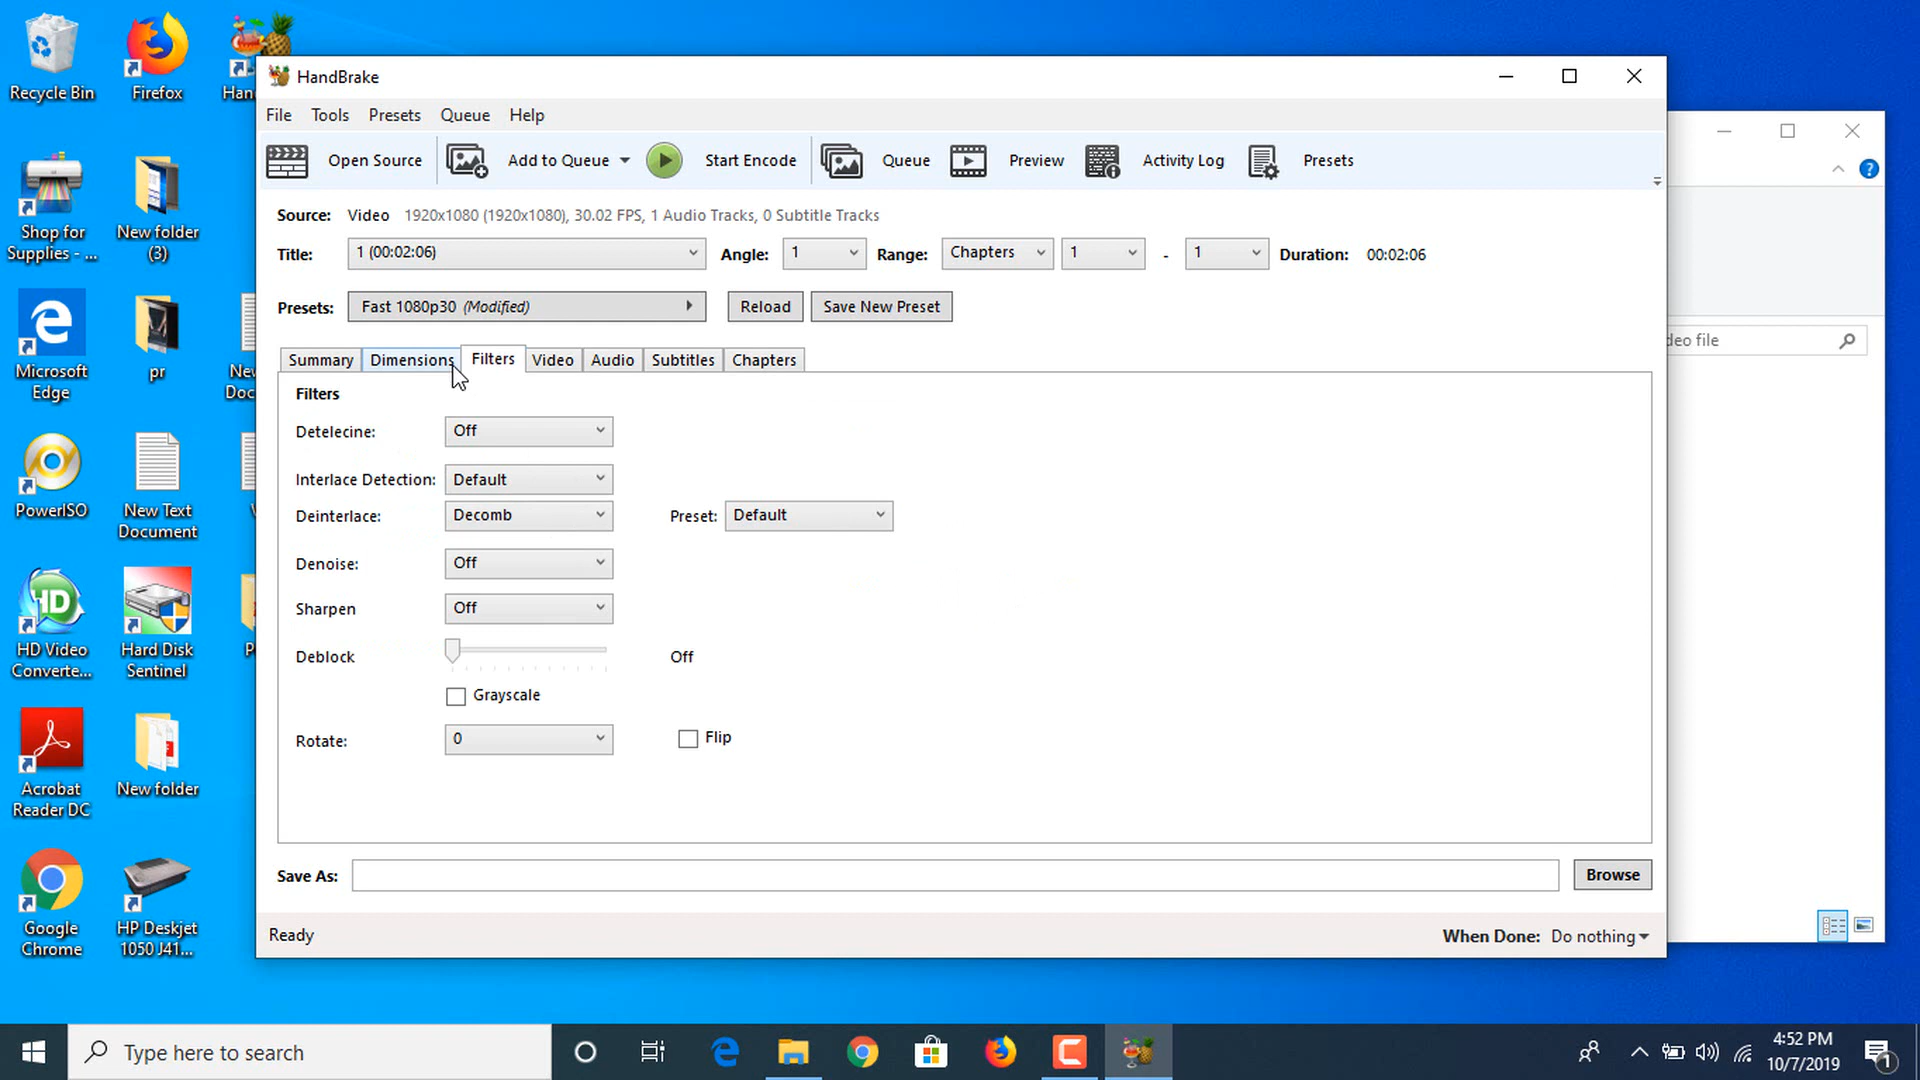 Recycle Bin
Firefox
Han
Shop for
Supplies - ...
New folder
(3)
Microsoft
Edge
pr
New
Doc
PowerISO
New Text
Document
HD Video
Converte...
Hard Disk
Sentinel
P
Acrobat
Reader DC
New folder
Google
Chrome
HP Deskjet
1050 J41...
HandBrake
File Tools Presets Queue Help
Open Source Add to Queue Start Encode Queue Preview Activity Log Presets
Source: Video 1920x1080 (1920x1080), 30.02 FPS, 1 Audio Tracks, 0 Subtitle Tracks
Title: 1 (00:02:06) Angle: 1 Range: Chapters 1 - 1 Duration: 00:02:06
Presets: Fast 1080p30 (Modified) Reload Save New Preset
Summary Dimensions Filters Video Audio Subtitles Chapters
Filters
Detelecine: Off
Interlace Detection: Default
Deinterlace: Decomb Preset: Default
Denoise: Off
Sharpen Off
Deblock Off
Grayscale
Rotate: 0 Flip
Save As: Browse
Ready When Done: Do nothing
deo file
Type here to search
4:52 PM
10/7/2019
1